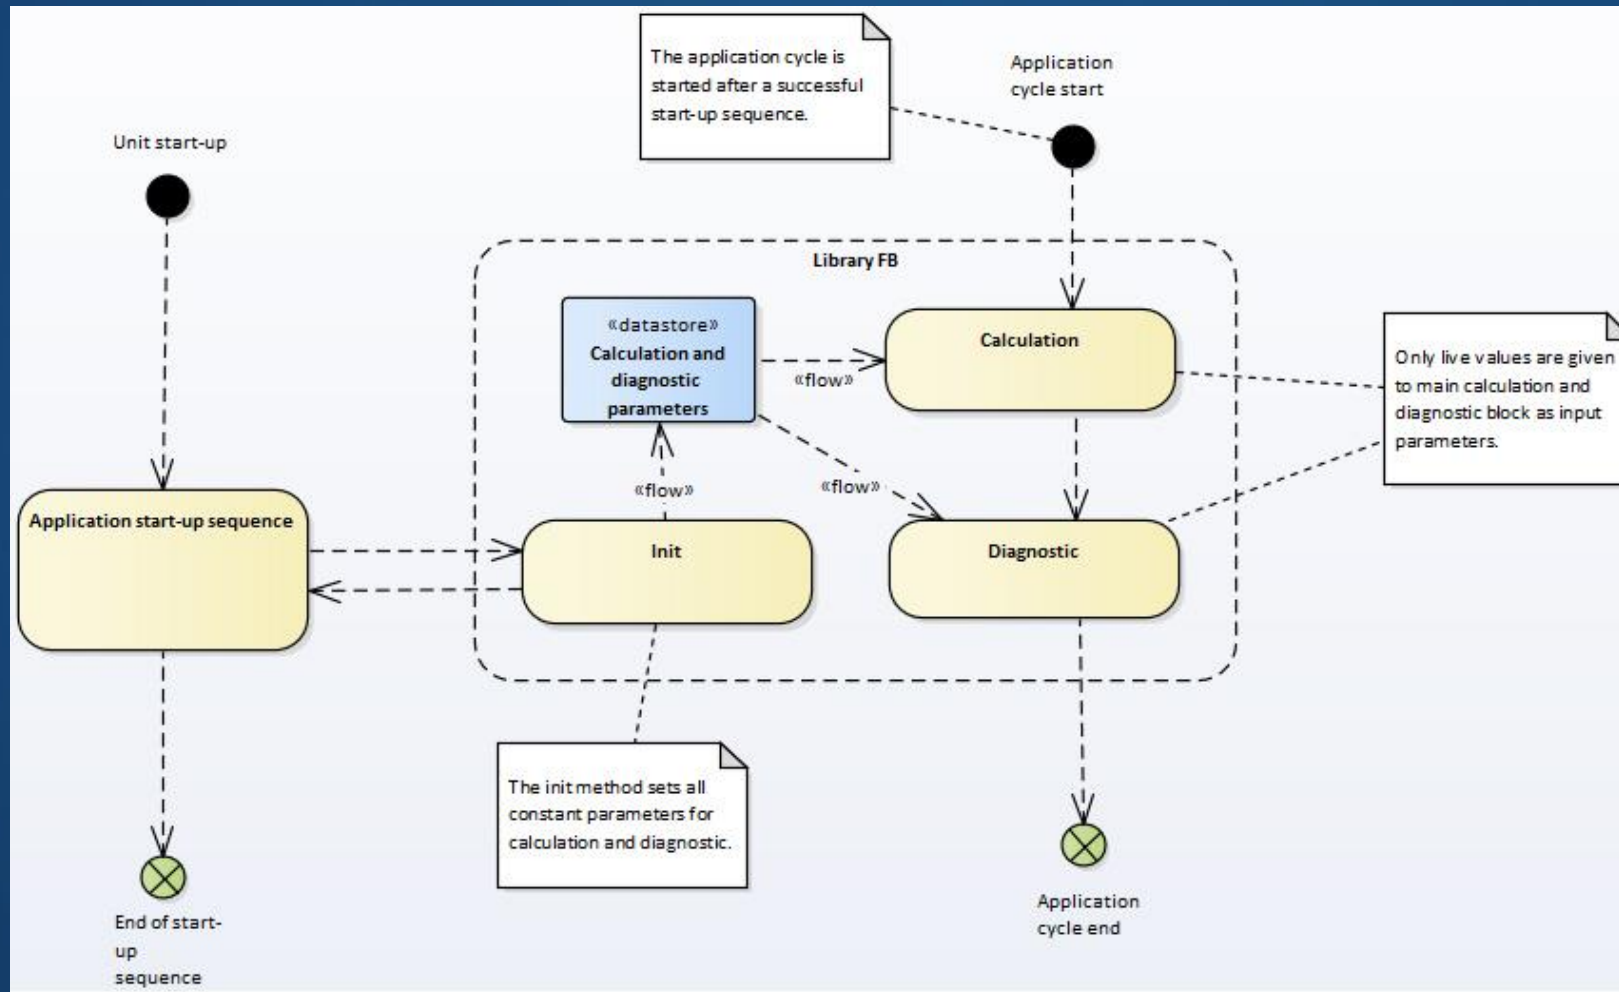 The application cycle is
started after a successful
start-up sequence.
Application
cycle start
Unit start-up
Library FB
«datastore»
Calculation and
diagnostic
parameters
«flow»
Calculation
Only live values are given
to main calculation and
diagnostic block as input
parameters.
«flow»
«flow»
Application start-up sequence
Init
Diagnostic
The init method sets all
constant parameters for
calculation and diagnostic.
End of start-
up
sequence
Application
cycle end